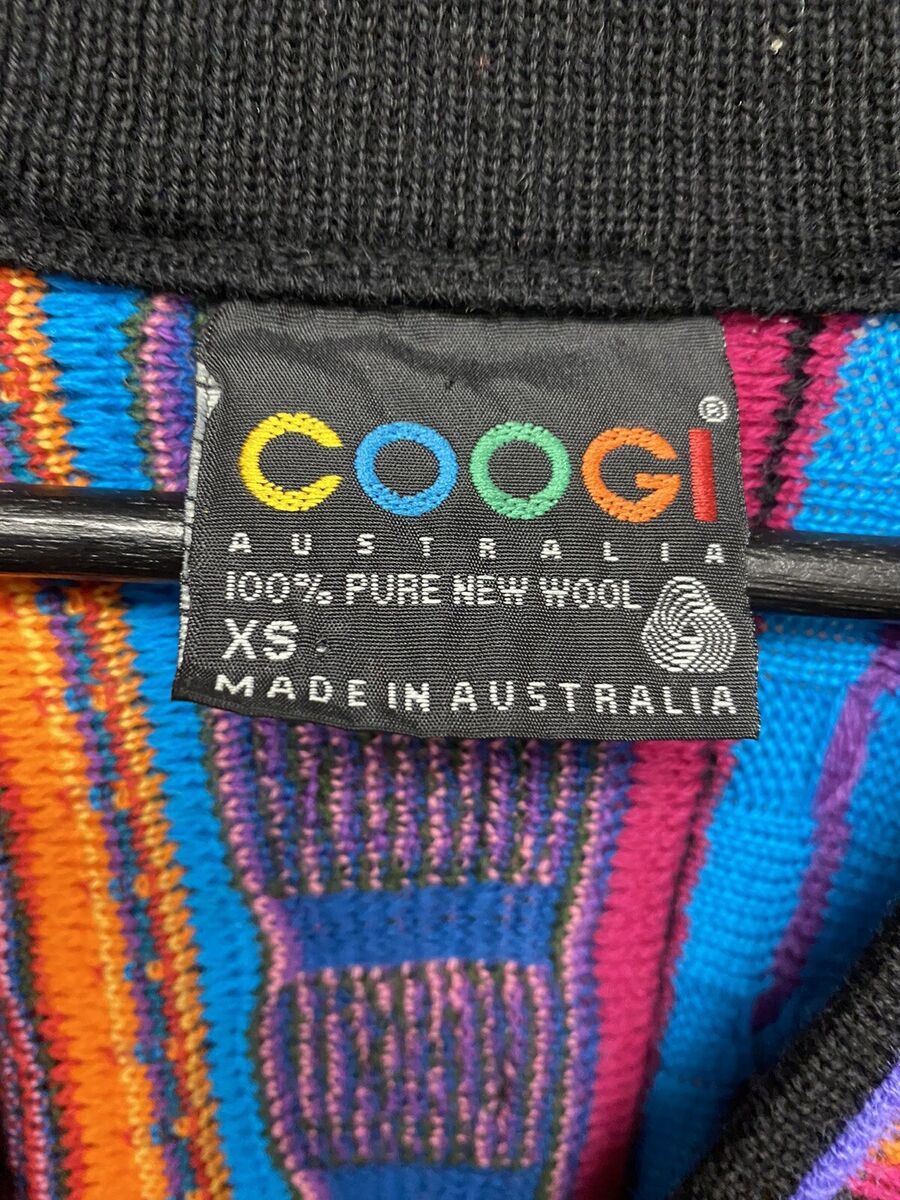 COOGi®
AUSTRALIA
100% PURE NEW WOOL
XS
MADE IN AUSTRALIA